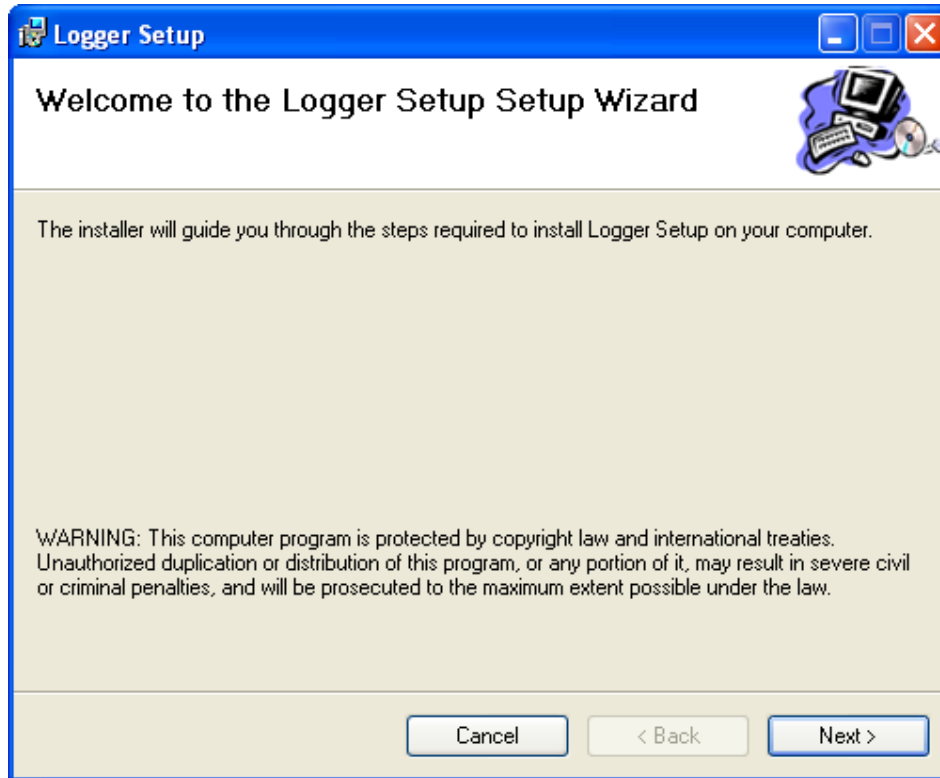 Logger Setup
Welcome to the Logger Setup Setup Wizard
The installer will guide you through the steps required to install Logger Setup on your computer.
WARNING: This computer program is protected by copyright law and international treaties.
Unauthorized duplication or distribution of this program, or any portion of it, may result in severe civil
or criminal penalties, and will be prosecuted to the maximum extent possible under the law.
Cancel
< Back
Next >